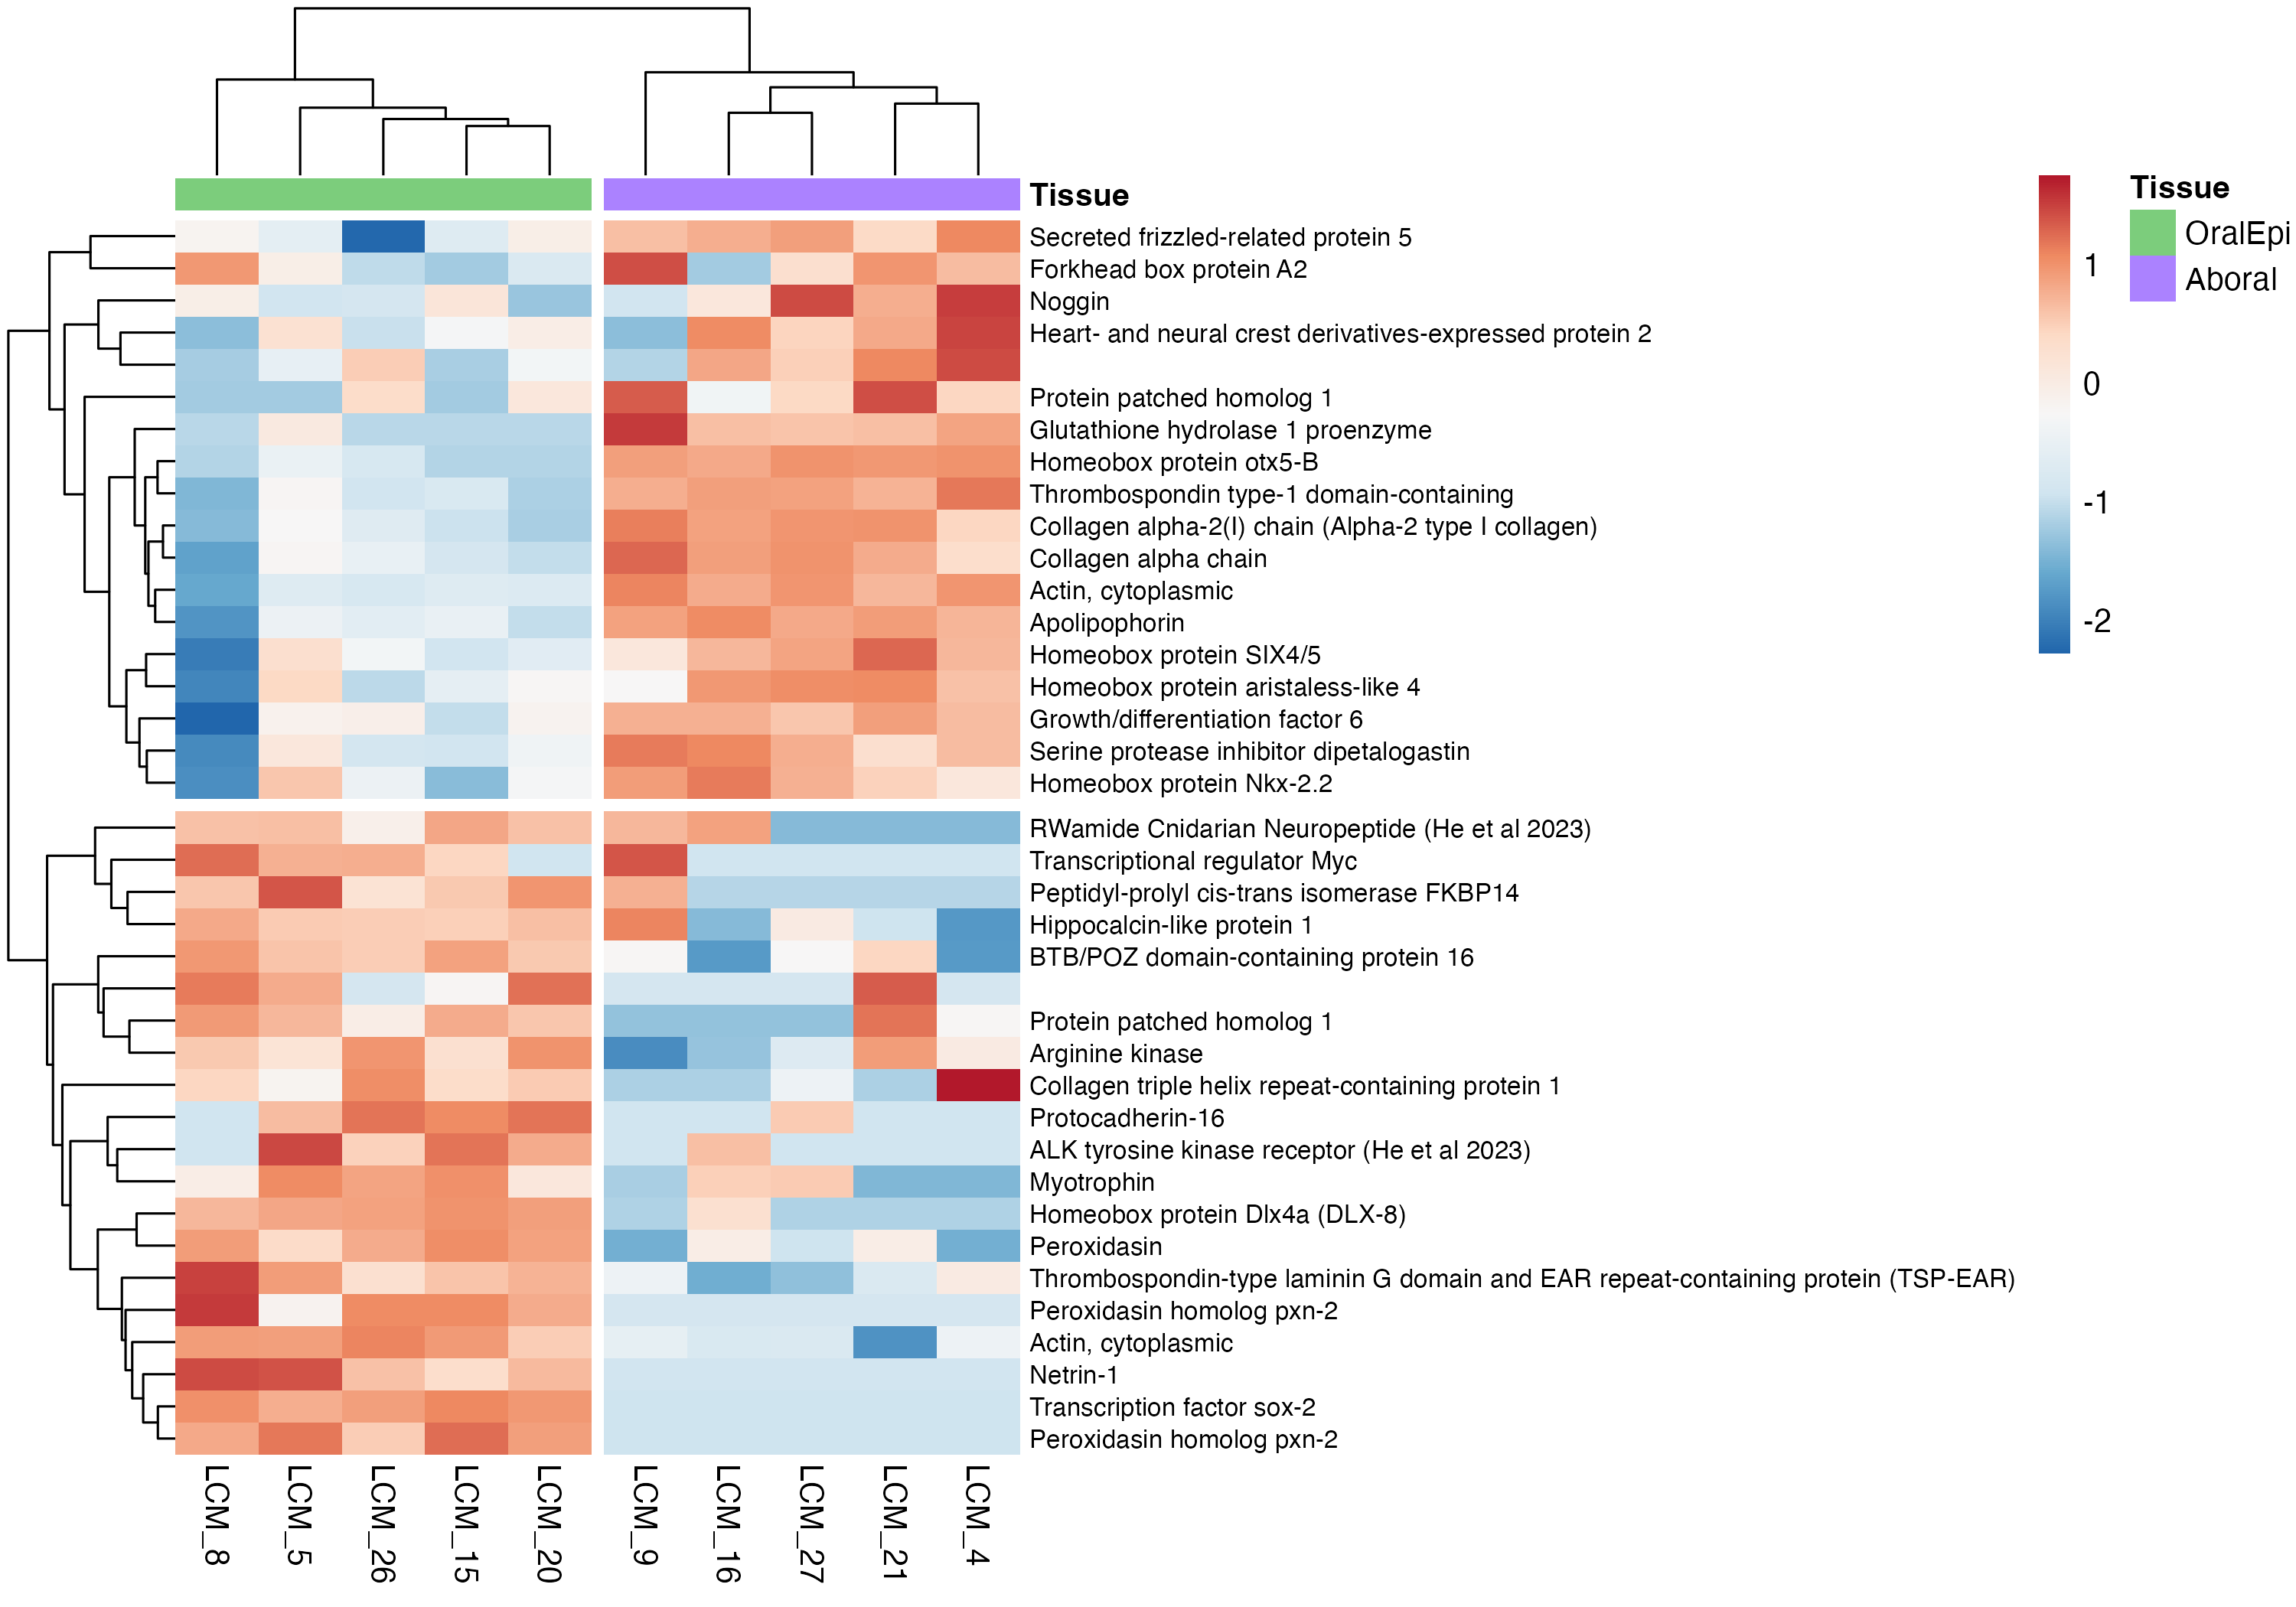 Tissue
Secreted frizzled-related protein 5
Forkhead box protein A2
Noggin
Heart- and neural crest derivatives-expressed protein 2
Protein patched homolog 1
Glutathione hydrolase 1 proenzyme
Homeobox protein otx5-B
Thrombospondin type-1 domain-containing
Collagen alpha-2(I) chain (Alpha-2 type I collagen)
Collagen alpha chain
Actin, cytoplasmic
Apolipophorin
Homeobox protein SIX4/5
Homeobox protein aristaless-like 4
Growth/differentiation factor 6
Serine protease inhibitor dipetalogastin
Homeobox protein Nkx-2.2
RWamide Cnidarian Neuropeptide (He et al 2023)
Transcriptional regulator Myc
Peptidyl-prolyl cis-trans isomerase FKBP14
Hippocalcin-like protein 1
BTB/POZ domain-containing protein 16
Protein patched homolog 1
Arginine kinase
Collagen triple helix repeat-containing protein 1
Protocadherin-16
ALK tyrosine kinase receptor (He et al 2023)
Myotrophin
Homeobox protein Dlx4a (DLX-8)
Peroxidasin
Thrombospondin-type laminin G domain and EAR repeat-containing protein (TSP-EAR)
Peroxidasin homolog pxn-2
Actin, cytoplasmic
Netrin-1
Transcription factor sox-2
Peroxidasin homolog pxn-2
LCM_8
LCM_5
LCM_26
LCM_15
LCM_20
LCM_9
LCM_16
LCM_27
LCM_21
LCM_4
1
0
-1
-2
Tissue
OralEpi
Aboral